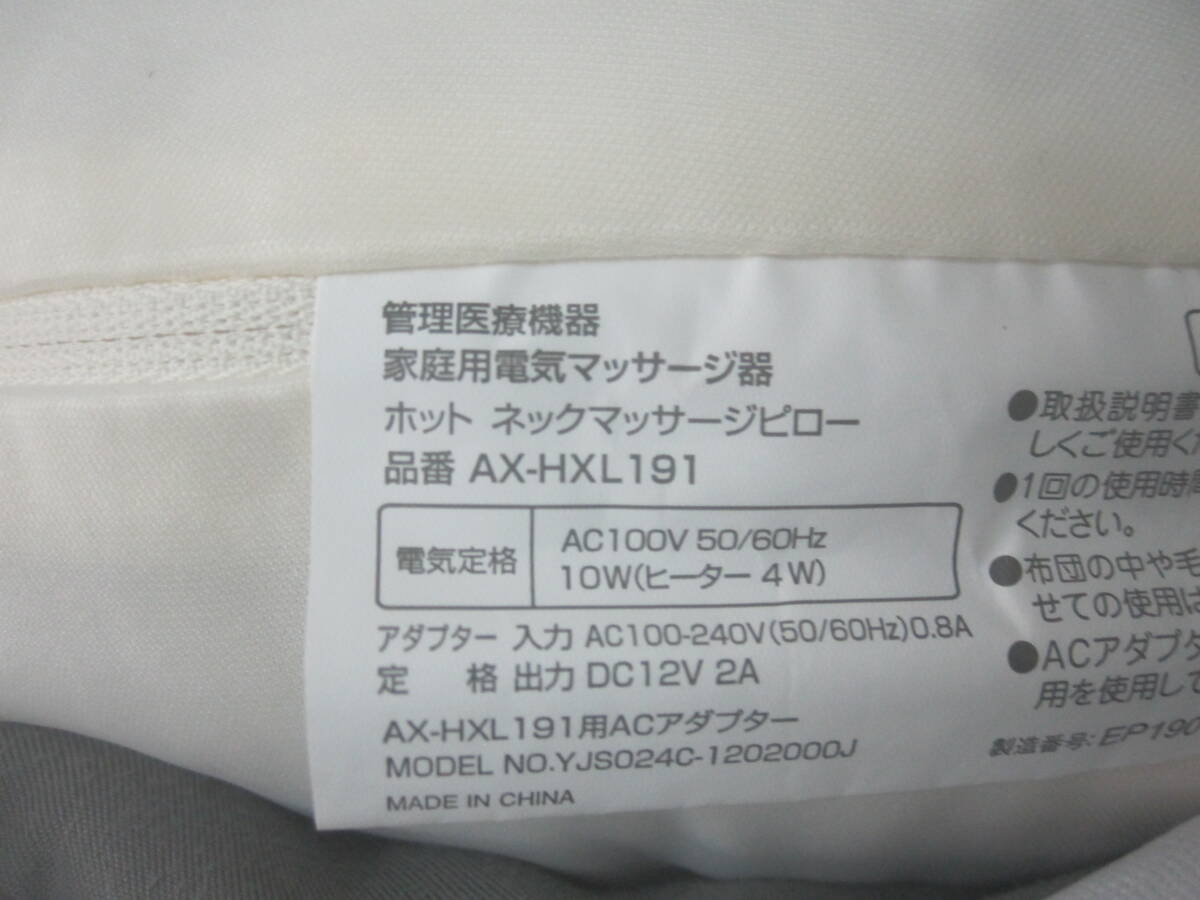 管理医療機器
家庭用電気マッサージ器
ホット ネックマッサージピロー
品番 AX-HXL191
電気定格
AC100V 50/60Hz
10W(ヒーター 4W)
アダプター 入力 AC100-240V(50/60Hz)0.8A
定 格 出力 DC12V 2A
AX-HXL191用ACアダプター
MODEL NO.YJS024C-1202000J
MADE IN CHINA
●取扱説明書
しくご使用くだ
●1回の使用時間
ください。
●布団の中や毛
せての使用は
●ACアダプタ
用を使用して
製造番号:EP190